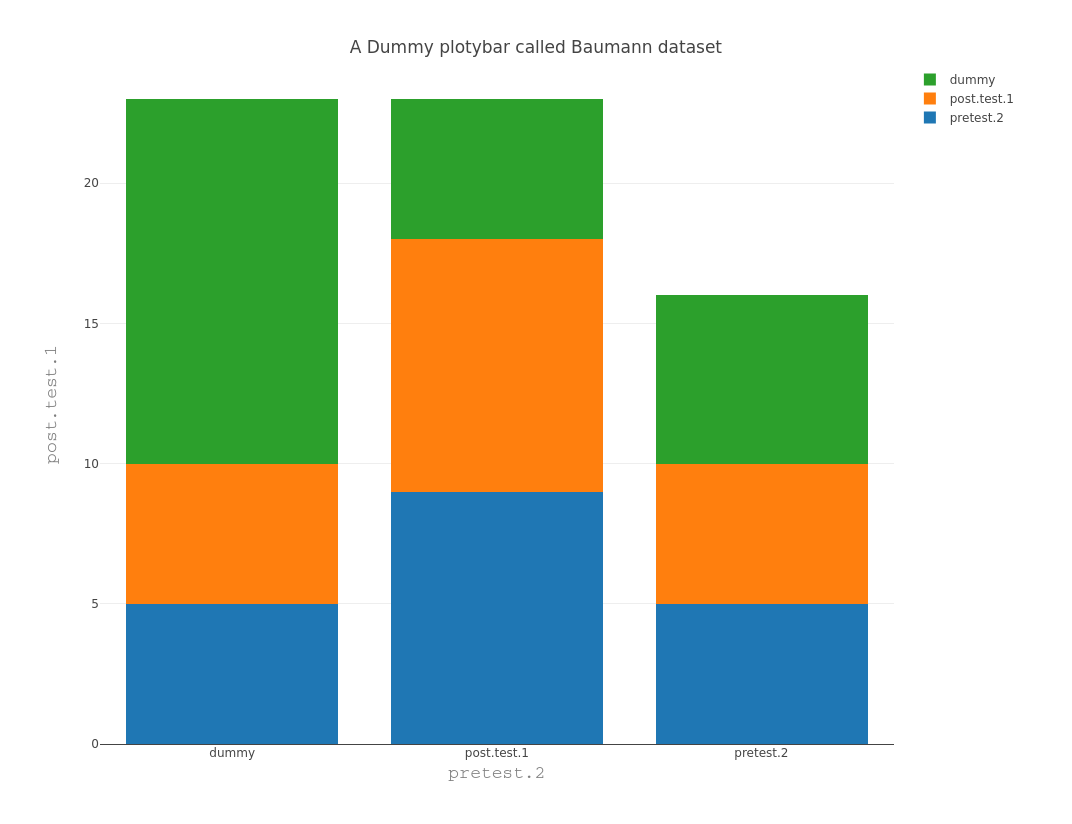 A Dummy plotybar called Baumann dataset
dummy
post.test.1
pretest.2
20
15
10
5
0
post.test.1
dummy
post.test.1
pretest.2
pretest.2